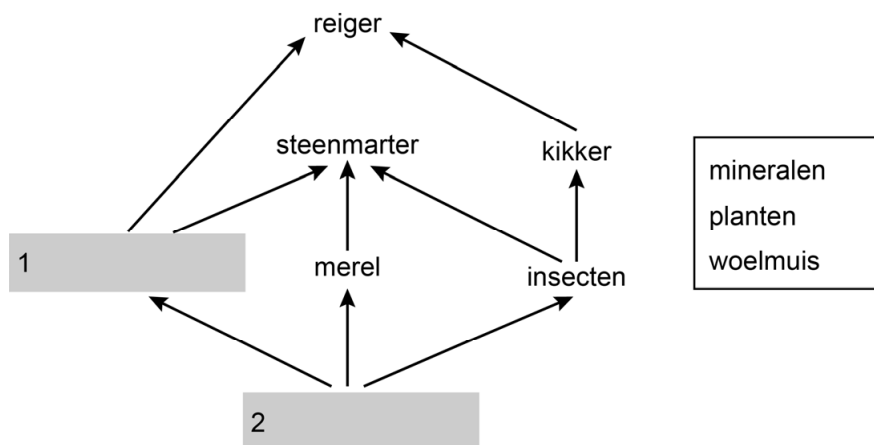 reiger
steenmarter
kikker
1
merel
insecten
2
mineralen
planten
woelmuis